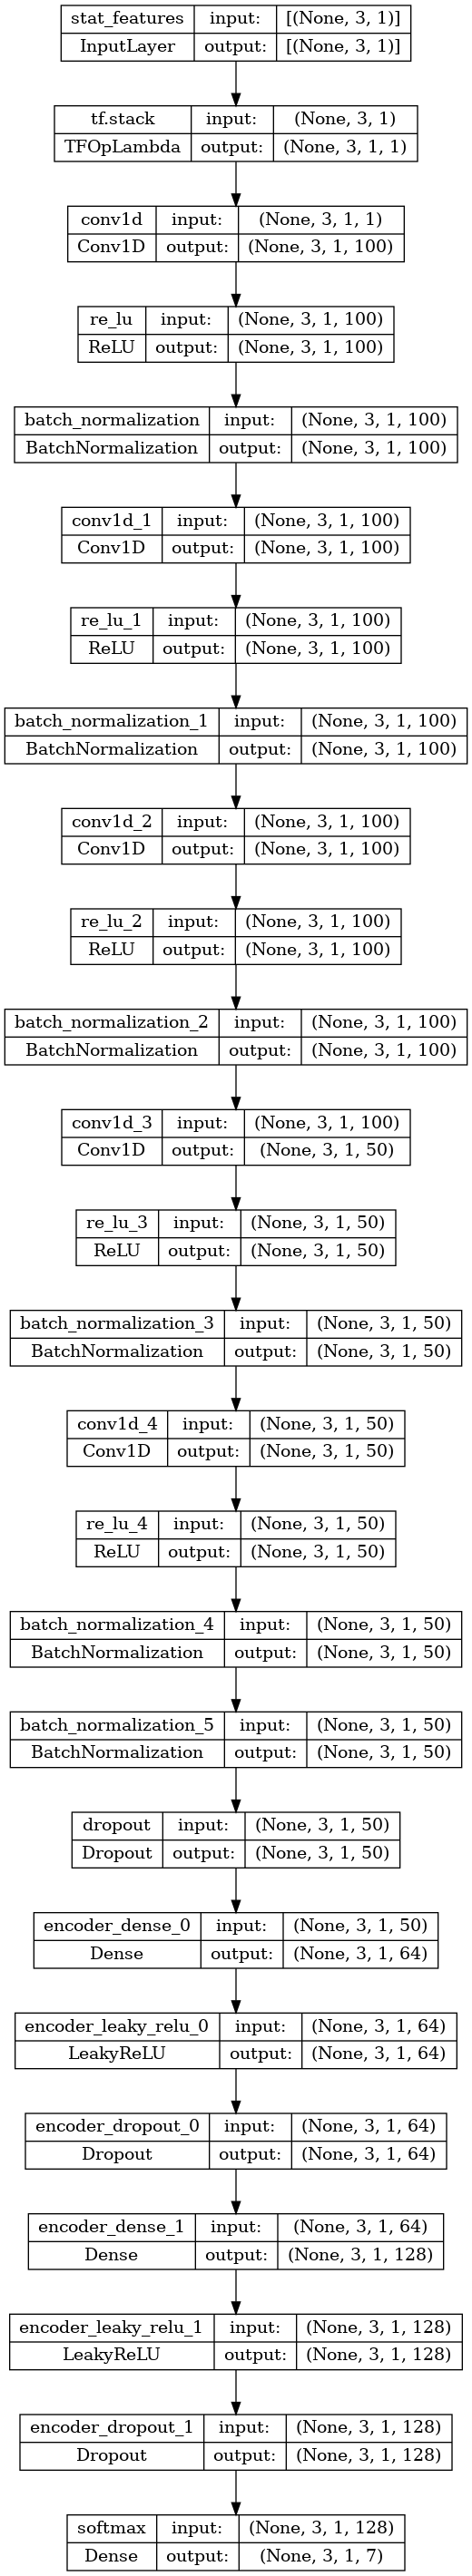 stat_features input: [(None, 3, 1)]
InputLayer output: [(None, 3, 1)]
tf.stack input: (None, 3, 1)
TFOpLambda output: (None, 3, 1, 1)
conv1d input: (None, 3, 1, 1)
Conv1D output: (None, 3, 1, 100)
re_lu input: (None, 3, 1, 100)
ReLU output: (None, 3, 1, 100)
batch_normalization input: (None, 3, 1, 100)
BatchNormalization output: (None, 3, 1, 100)
conv1d_1 input: (None, 3, 1, 100)
Conv1D output: (None, 3, 1, 100)
re_lu_1 input: (None, 3, 1, 100)
ReLU output: (None, 3, 1, 100)
batch_normalization_1 input: (None, 3, 1, 100)
BatchNormalization output: (None, 3, 1, 100)
conv1d_2 input: (None, 3, 1, 100)
Conv1D output: (None, 3, 1, 100)
re_lu_2 input: (None, 3, 1, 100)
ReLU output: (None, 3, 1, 100)
batch_normalization_2 input: (None, 3, 1, 100)
BatchNormalization output: (None, 3, 1, 100)
conv1d_3 input: (None, 3, 1, 100)
Conv1D output: (None, 3, 1, 50)
re_lu_3 input: (None, 3, 1, 50)
ReLU output: (None, 3, 1, 50)
batch_normalization_3 input: (None, 3, 1, 50)
BatchNormalization output: (None, 3, 1, 50)
conv1d_4 input: (None, 3, 1, 50)
Conv1D output: (None, 3, 1, 50)
re_lu_4 input: (None, 3, 1, 50)
ReLU output: (None, 3, 1, 50)
batch_normalization_4 input: (None, 3, 1, 50)
BatchNormalization output: (None, 3, 1, 50)
batch_normalization_5 input: (None, 3, 1, 50)
BatchNormalization output: (None, 3, 1, 50)
dropout input: (None, 3, 1, 50)
Dropout output: (None, 3, 1, 50)
encoder_dense_0 input: (None, 3, 1, 50)
Dense output: (None, 3, 1, 64)
encoder_leaky_relu_0 input: (None, 3, 1, 64)
LeakyReLU output: (None, 3, 1, 64)
encoder_dropout_0 input: (None, 3, 1, 64)
Dropout output: (None, 3, 1, 64)
encoder_dense_1 input: (None, 3, 1, 64)
Dense output: (None, 3, 1, 128)
encoder_leaky_relu_1 input: (None, 3, 1, 128)
LeakyReLU output: (None, 3, 1, 128)
encoder_dropout_1 input: (None, 3, 1, 128)
Dropout output: (None, 3, 1, 128)
softmax input: (None, 3, 1, 128)
Dense output: (None, 3, 1, 7)